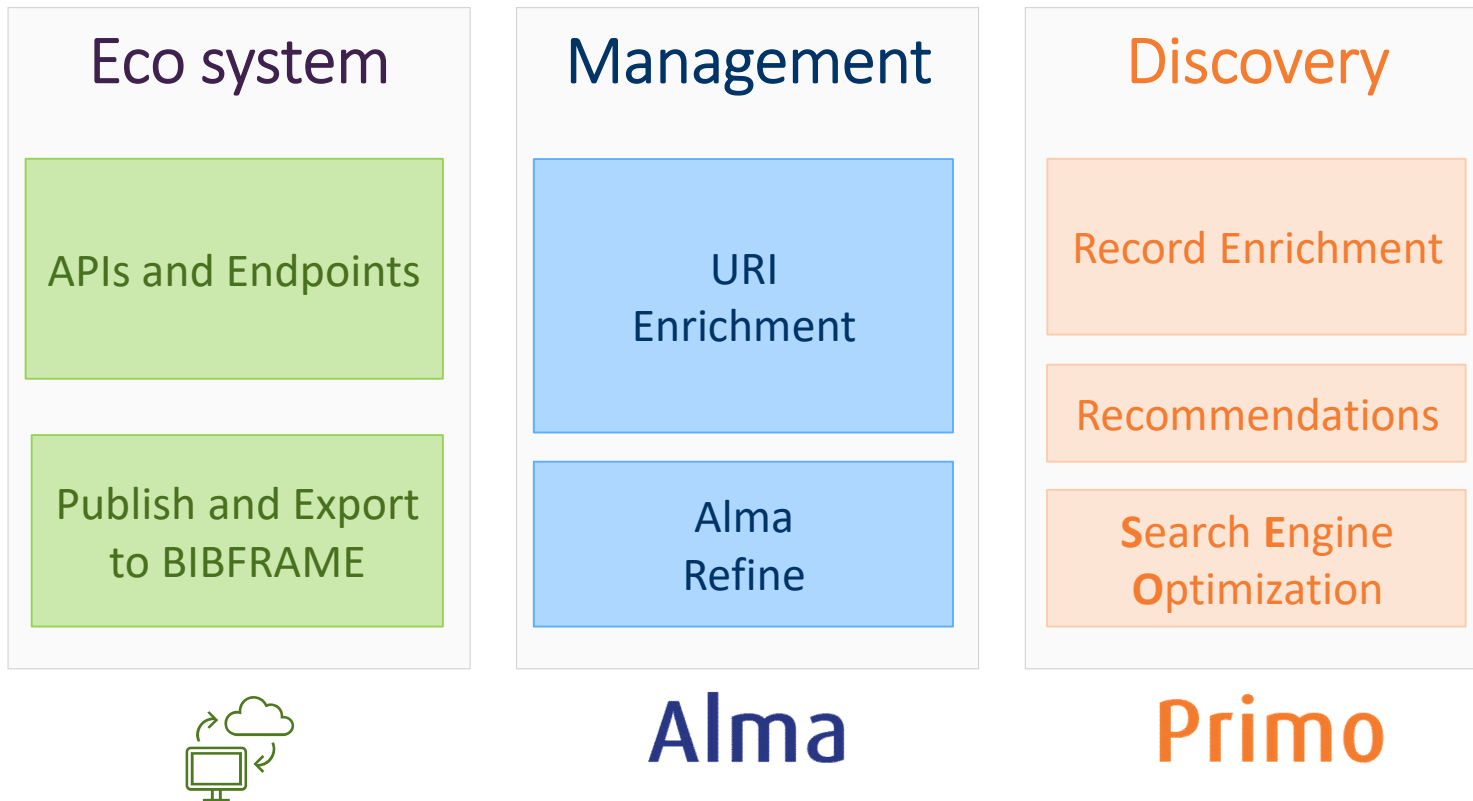 Eco system
APIs and Endpoints
Publish and Export
to BIBFRAME
Management
URI
Enrichment
Alma
Refine
Alma
Discovery
Record Enrichment
Recommendations
Search Engine
Optimization
Primo